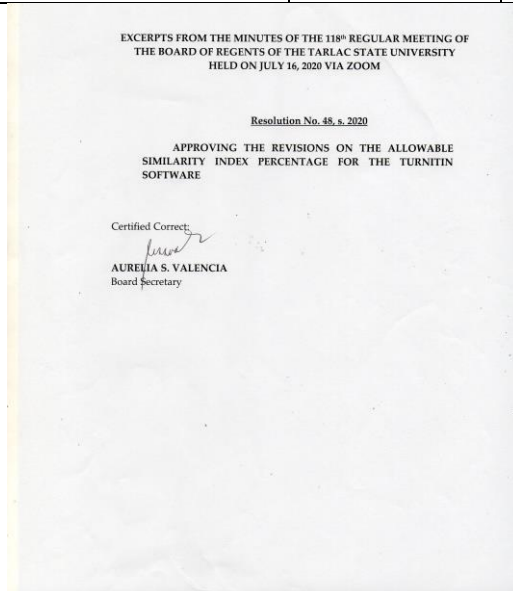 EXCERPTS FROM THE MINUTES OF THE 118th REGULAR MEETING OF
THE BOARD OF REGENTS OF THE TARLAC STATE UNIVERSITY
HELD ON JULY 16, 2020 VIA ZOOM
Resolution No. 48, s. 2020
APPROVING THE REVISIONS ON THE ALLOWABLE
SIMILARITY INDEX PERCENTAGE FOR THE TURNITIN
SOFTWARE
Certified Correct:
AURELIA S. VALENCIA
Board Secretary